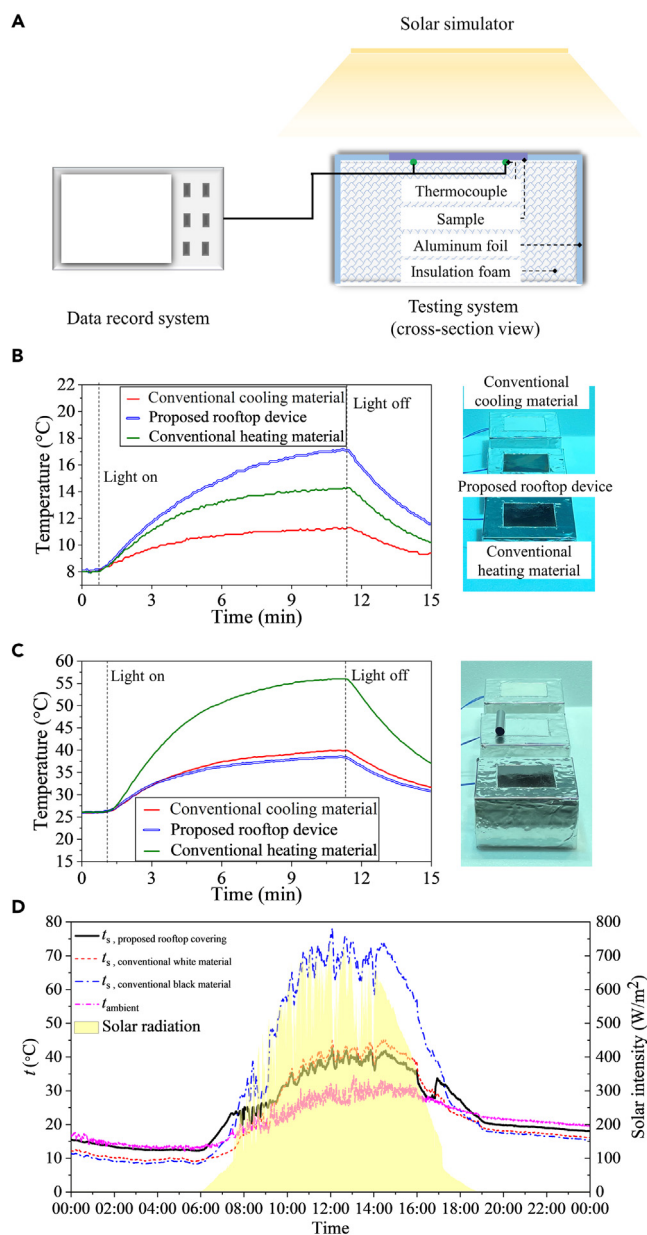 A
Solar simulator
Thermocouple
Sample
Aluminum foil
Insulation foam
Data record system
Testing system
(cross-section view)
B
22
20
18
16
14
12
10
8
Temperature (°C)
Conventional cooling material
Proposed rooftop device
Conventional heating material
Light on
Light off
0 3 6 9 12 15
Time (min)
Conventional
cooling material
Proposed rooftop device
Conventional
heating material
C
60
55
50
45
40
35
30
25
20
15
Temperature (°C)
Light on
Light off
Conventional cooling material
Proposed rooftop device
Conventional heating material
0 3 6 9 12 15
Time (min)
D
80
70
60
50
40
30
20
10
0
t (°C)
ts , proposed rooftop covering
ts , conventional white material
ts , conventional black material
tambient
Solar radiation
800
700
600
500
400
300
200
100
0
Solar intensity (W/m²)
00:00 02:00 04:00 06:00 08:00 10:00 12:00 14:00 16:00 18:00 20:00 22:00 00:00
Time